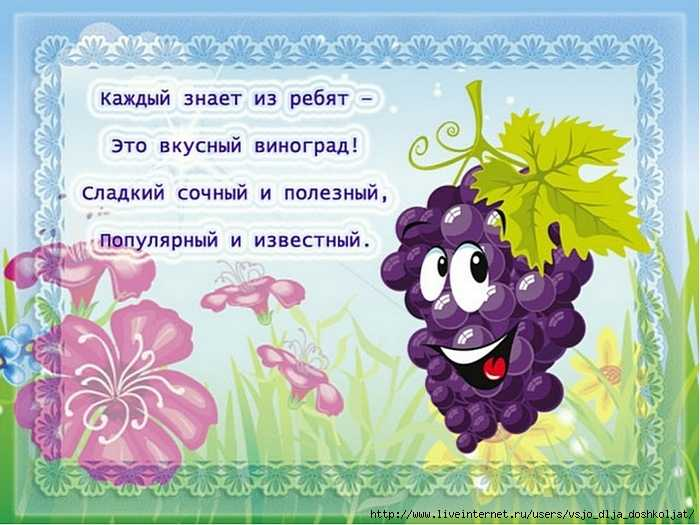 Каждый знает из ребят –
Это вкусный виноград!
Сладкий сочный и полезный,
Популярный и известный.
http://www.liveinternet.ru/users/vsjo_dlja_doshkoljat/